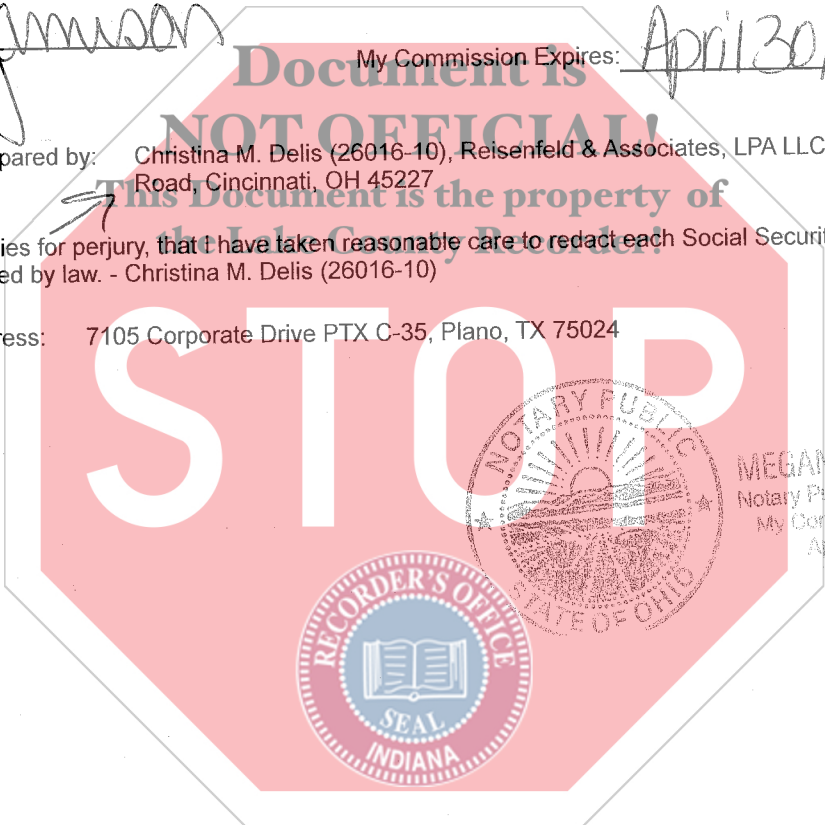 amison
My Commission Expires: April 30,
Document is
NOT OFFICIAL!
pared by: Christina M. Delis (26016-10), Reisenfeld & Associates, LPA LLC
Road, Cincinnati, OH 45227
This Document is the property of
the Lake County Recorder!
ies for perjury, that I have taken reasonable care to redact each Social Securit
ed by law. - Christina M. Delis (26016-10)
ress: 7105 Corporate Drive PTX C-35, Plano, TX 75024
STOP
NOTARY PUBLIC
STATE OF OHIO
MEGAN
Notary P
My Co
RECORDER'S OFFICE
SEAL
INDIANA